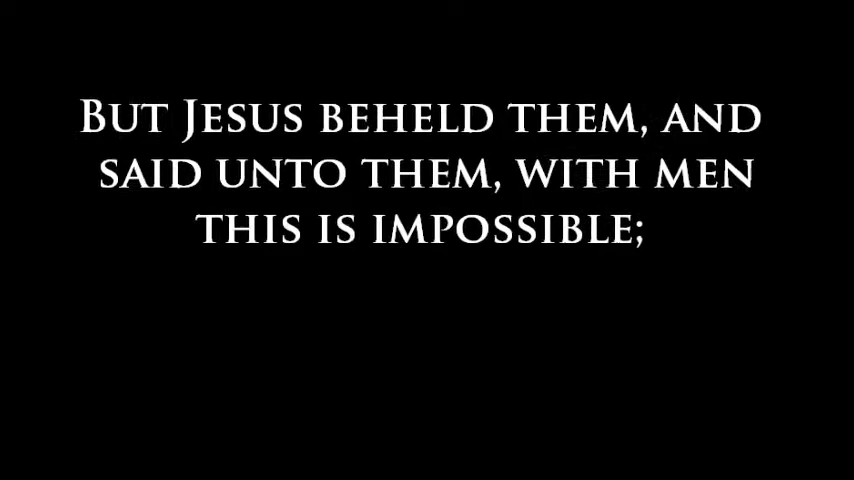 But Jesus beheld them, and
said unto them, with men
this is impossible;